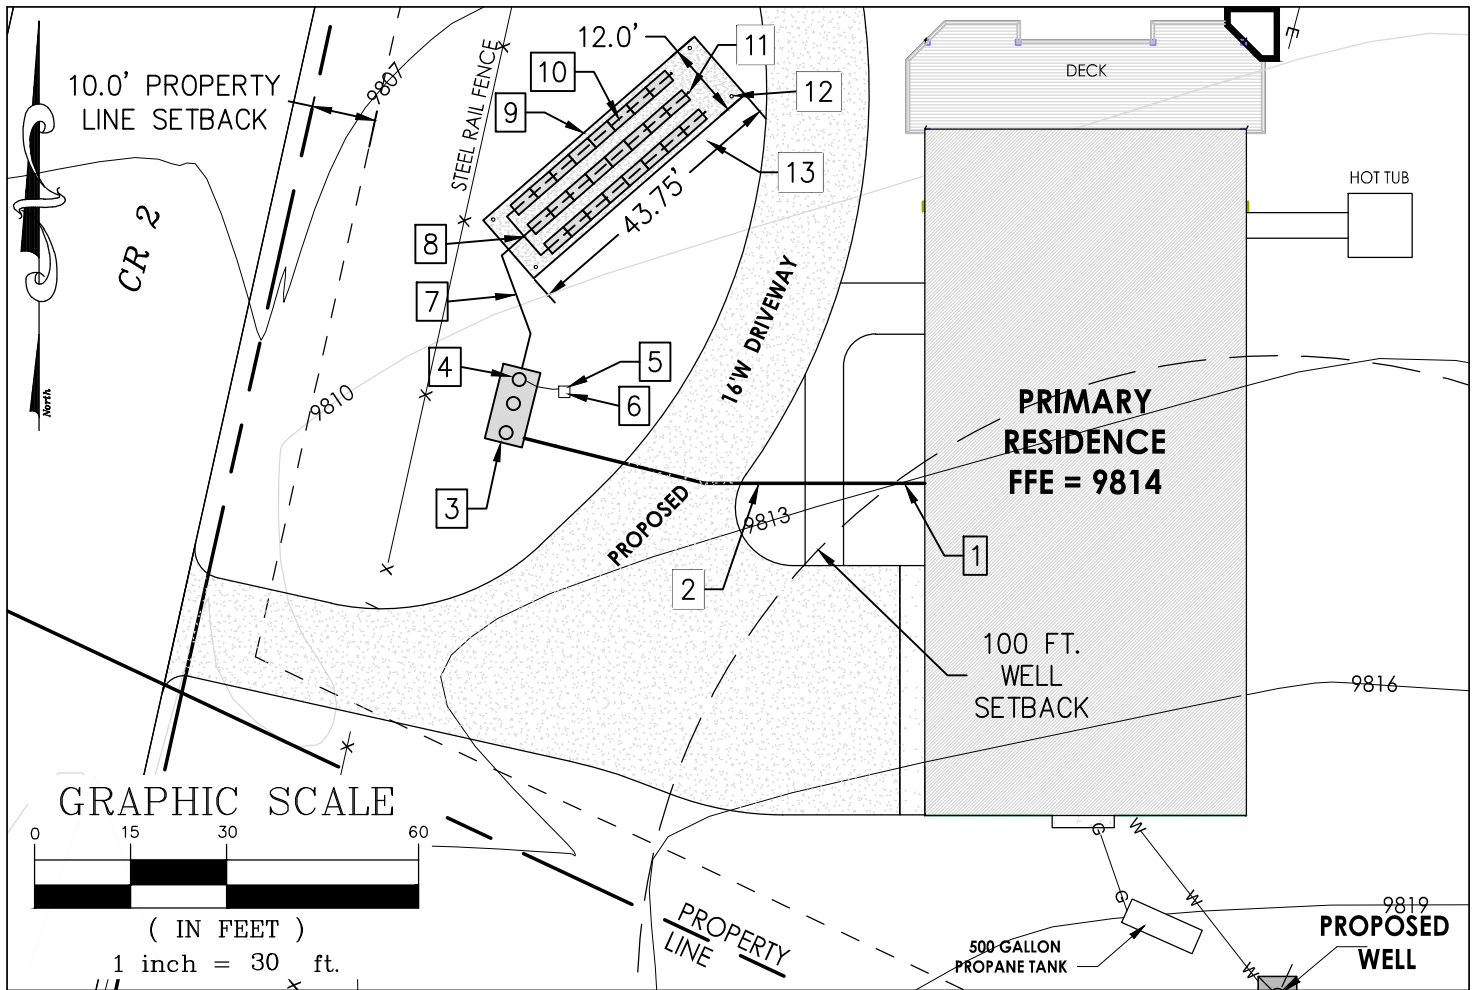 10.0' PROPERTY
LINE SETBACK
9807
STEEL RAIL FENCE
12.0'
11
10
9
12
13
43.75'
8
7
CR 2
North
9810
4
5
6
3
16'W DRIVEWAY
PROPOSED
9813
2
1
DECK
E
HOT TUB
PRIMARY
RESIDENCE
FFE = 9814
100 FT.
WELL
SETBACK
9816
GRAPHIC SCALE
0 15 30 60
( IN FEET )
1 inch = 30 ft.
PROPERTY
LINE
G
W
G
W
W
500 GALLON
PROPANE TANK
9819
PROPOSED
WELL